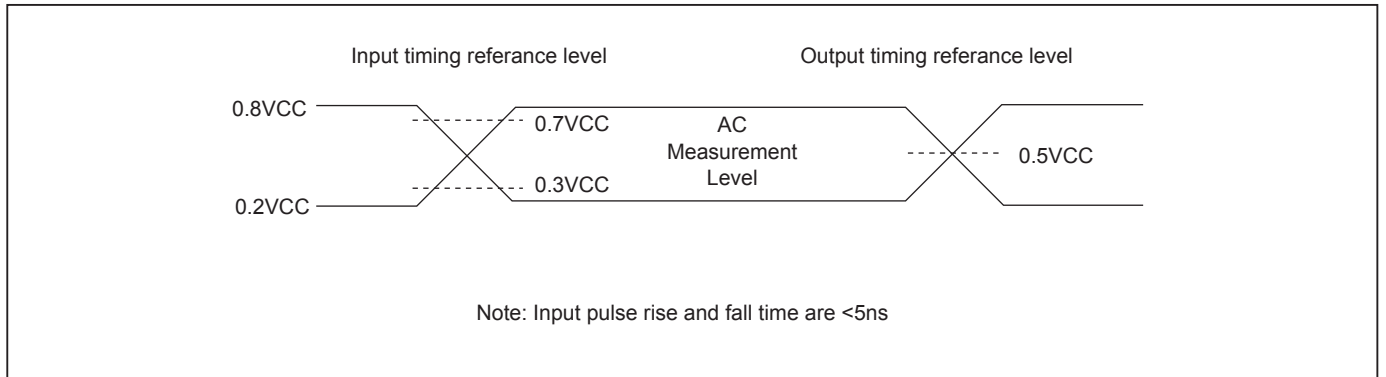 Input timing referance level
Output timing referance level
0.8VCC
0.7VCC
AC
Measurement
Level
0.5VCC
0.3VCC
0.2VCC
Note: Input pulse rise and fall time are <5ns